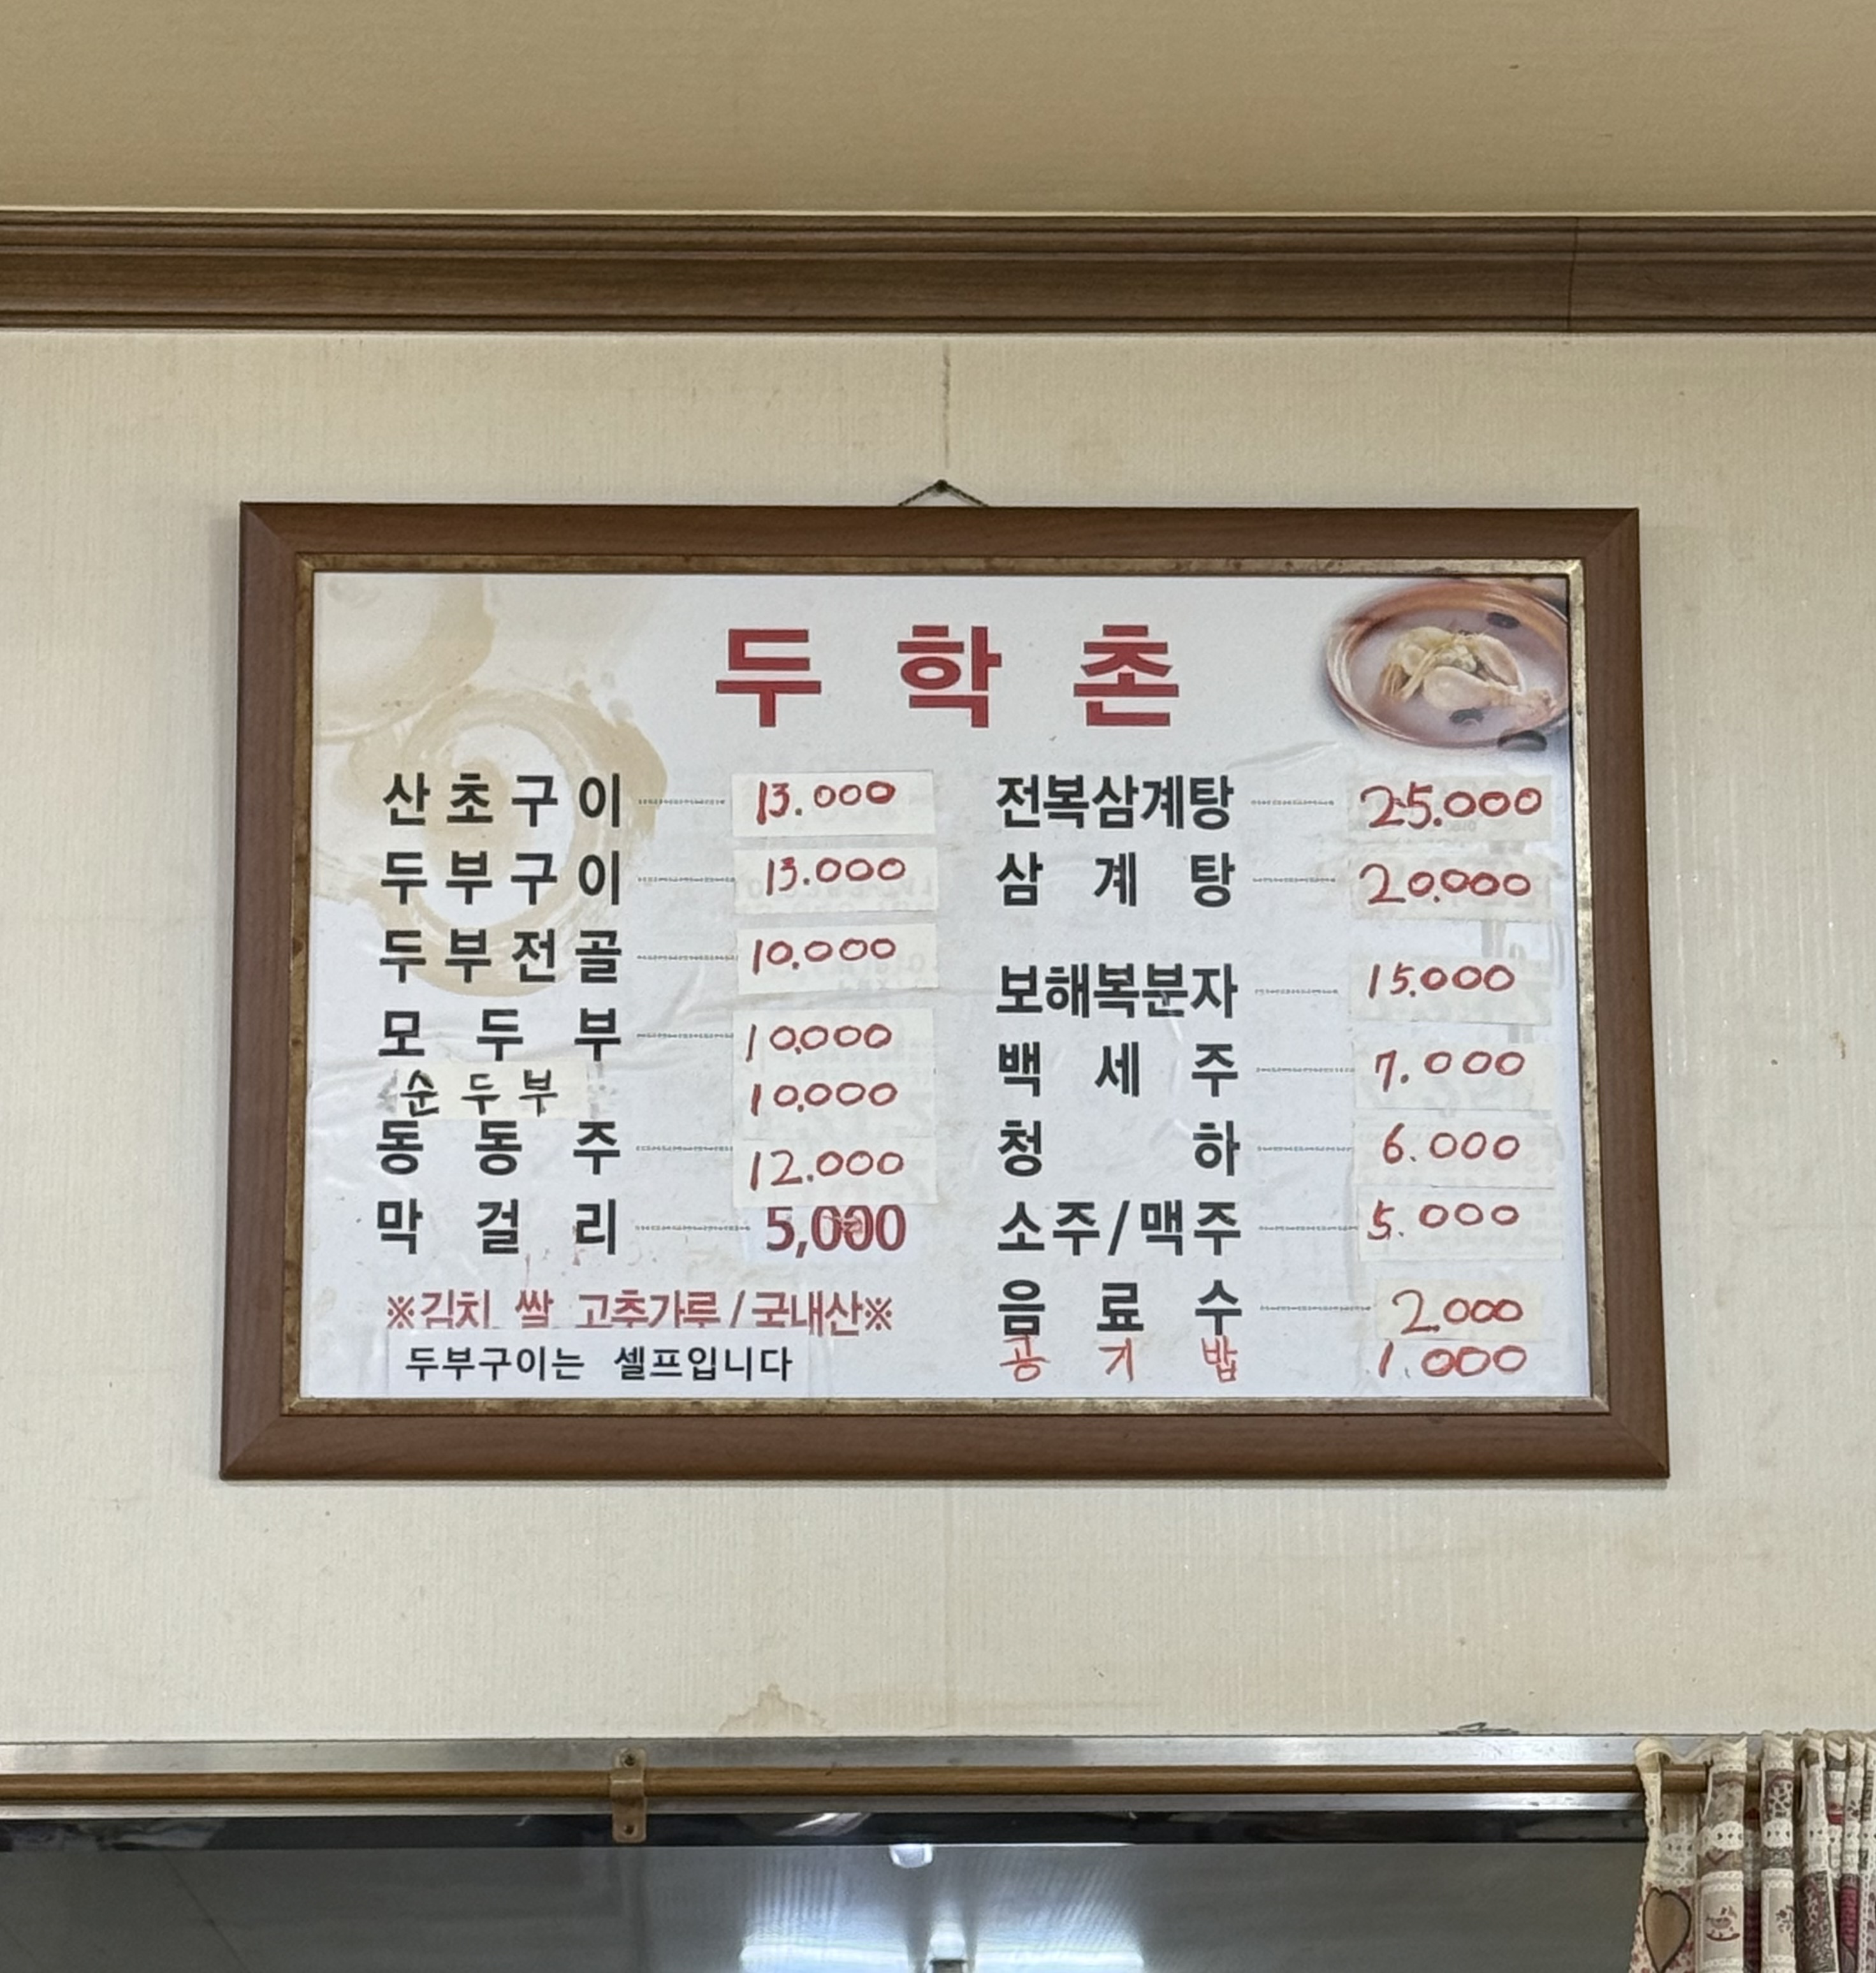 두학촌
산초구이 13.000
두부구이 13.000
두부전골 10.000
모두부 10.000
순두부 10.000
동동주 12.000
막걸리 5,000
※김치 쌀 고추가루/국내산※
두부구이는 셀프입니다
전복삼계탕 25.000
삼계탕 20.000
보해복분자 15.000
백세주 7.000
청하 6.000
소주/맥주 5.000
음료수 2.000
공기밥 1.000